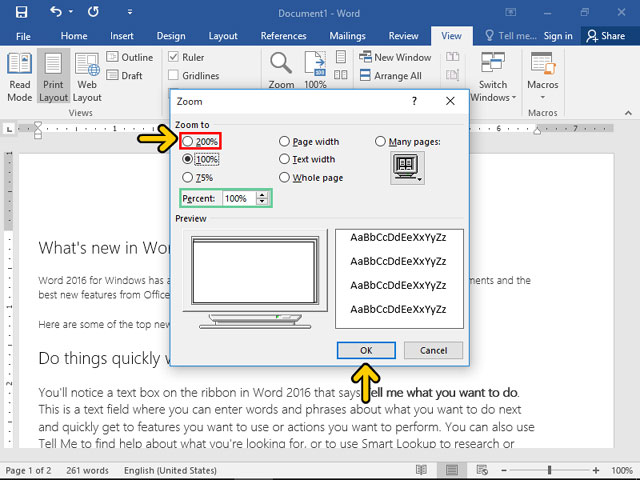 Document1 - Word
File Home Insert Design Layout References Mailings Review View Tell me... Sign in Share
Read Mode
Print Layout
Web Layout
Outline
Draft
Views
Ruler
Gridlines
Zoom
100%
New Window
Arrange All
Switch Windows
Macros
Zoom
Zoom to
200%
Page width
Many pages:
100%
Text width
75%
Whole page
Percent: 100%
Preview
AaBbCcDdEeXxYyZz
AaBbCcDdEeXxYyZz
AaBbCcDdEeXxYyZz
AaBbCcDdEeXxYyZz
OK Cancel
What's new in Wor
Word 2016 for Windows has a ments and the
best new features from Office
Here are some of the top new
Do things quickly w
You'll notice a text box on the ribbon in Word 2016 that says Tell me what you want to do.
This is a text field where you can enter words and phrases about what you want to do next
and quickly get to features you want to use or actions you want to perform. You can also use
Tell Me to find help about what you're looking for, or to use Smart Lookup to research or
Page 1 of 2 261 words English (United States) 100%